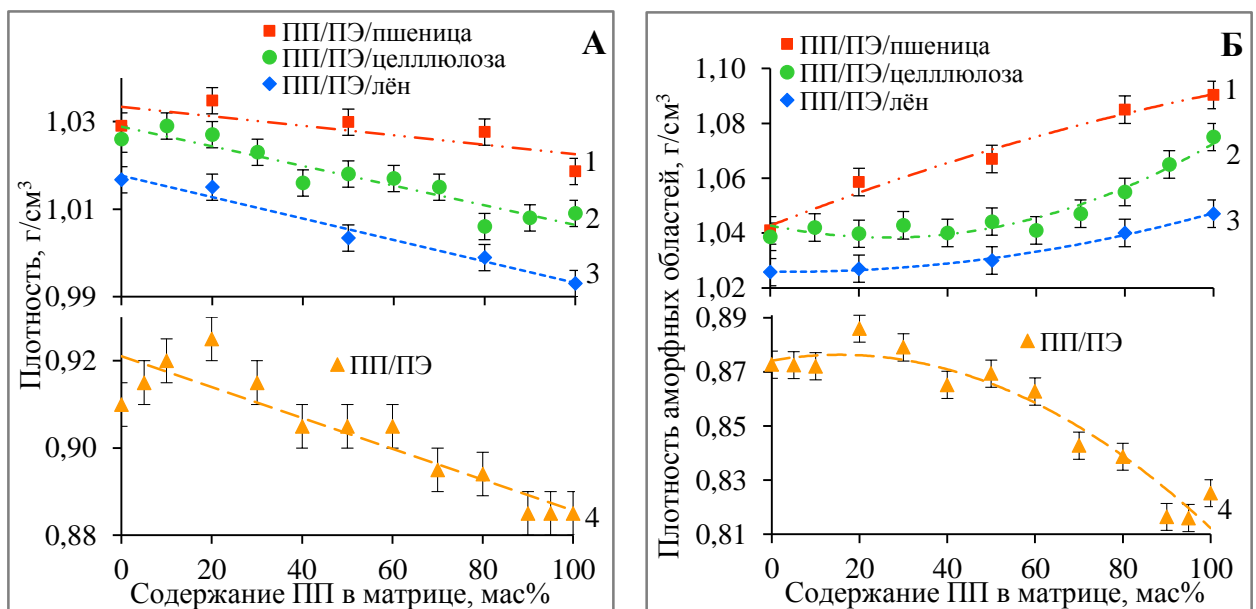 А
ПП/ПЭ/пшеница
ПП/ПЭ/целллюлоза
ПП/ПЭ/лён
Плотность, г/см³
1,03
1,01
0,99
1
2
3
ПП/ПЭ
0,92
0,90
0,88
4
0 20 40 60 80 100
Содержание ПП в матрице, мас%
Б
ПП/ПЭ/пшеница
ПП/ПЭ/целллюлоза
ПП/ПЭ/лён
Плотность аморфных областей, г/см³
1,10
1,08
1,06
1,04
1,02
1
2
3
ПП/ПЭ
0,89
0,87
0,85
0,83
0,81
4
0 20 40 60 80 100
Содержание ПП в матрице, мас%